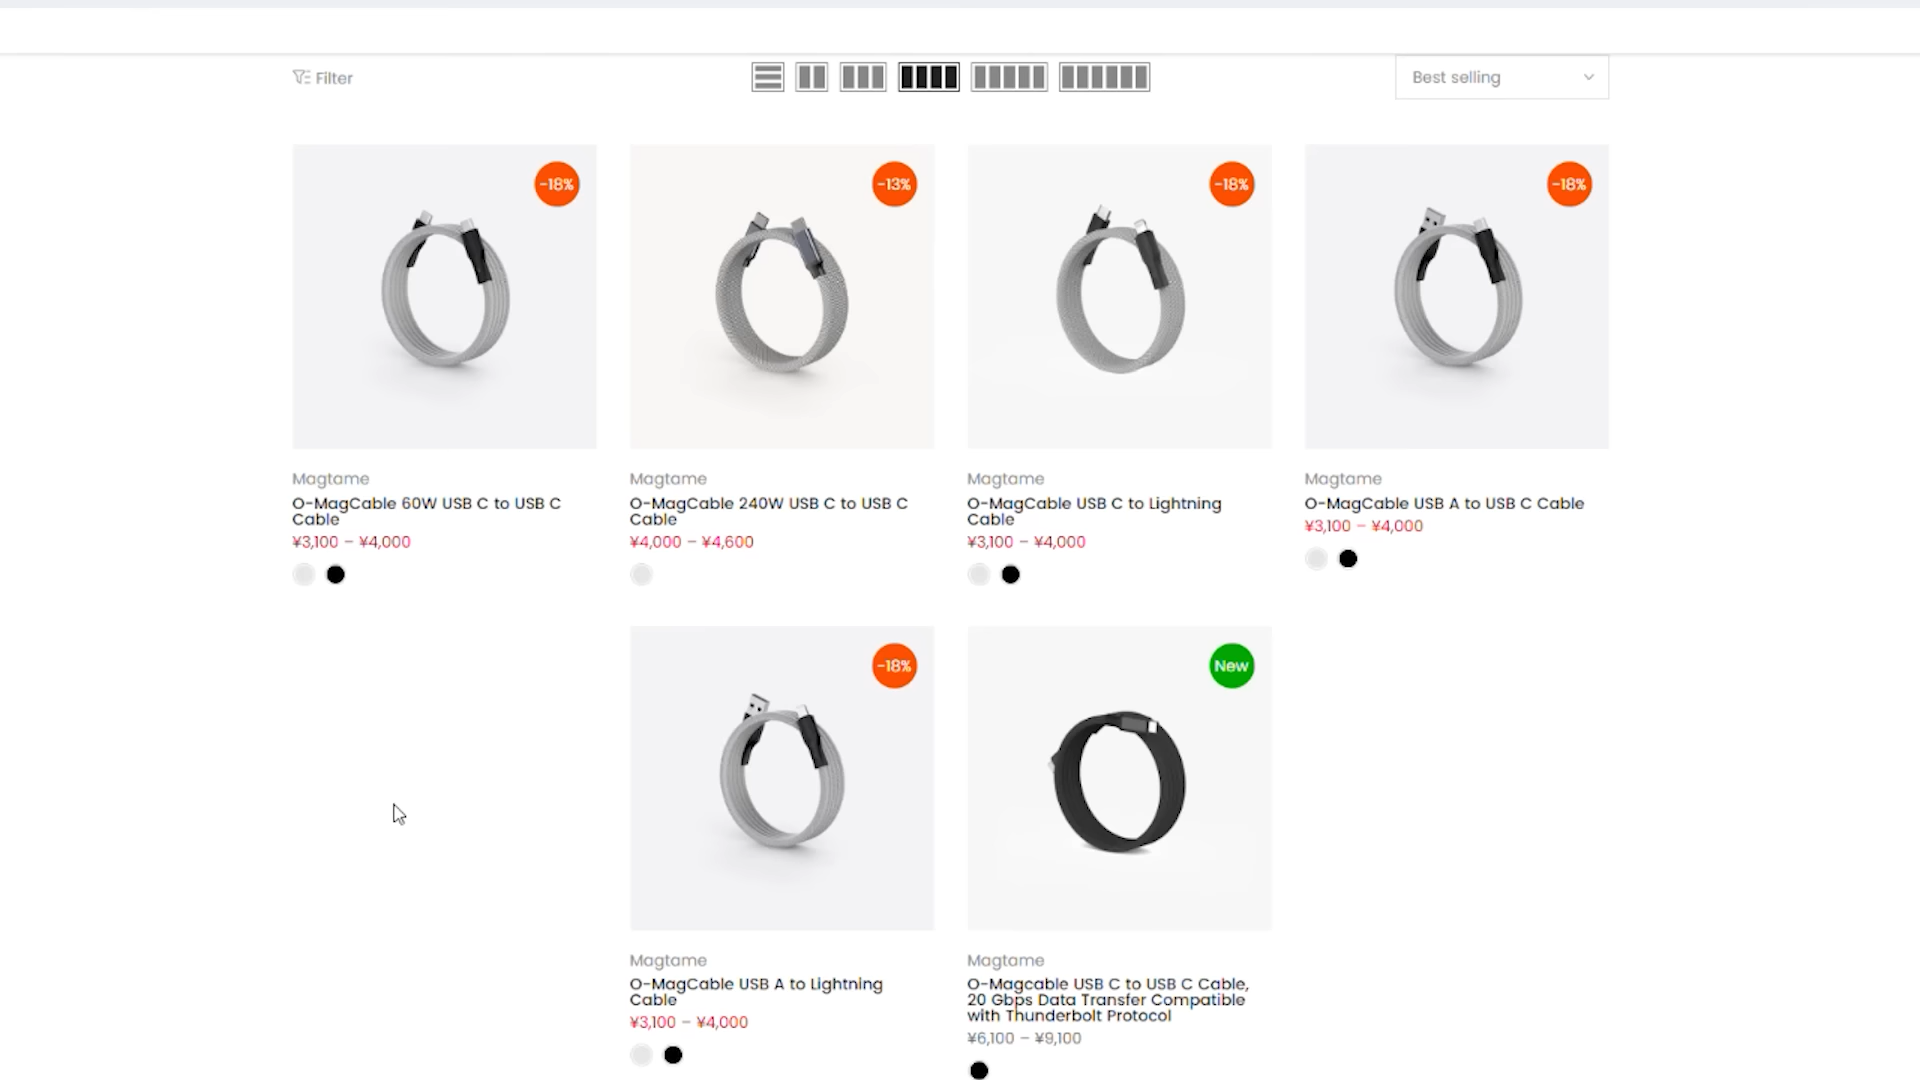 Filter
Best selling
-18%
-13%
-18%
-18%
Magtame
O-MagCable 60W USB C to USB C
Cable
¥3,100 – ¥4,000
Magtame
O-MagCable 240W USB C to USB C
Cable
¥4,000 – ¥4,600
Magtame
O-MagCable USB C to Lightning
Cable
¥3,100 – ¥4,000
Magtame
O-MagCable USB A to USB C Cable
¥3,100 – ¥4,000
-18%
New
Magtame
O-MagCable USB A to Lightning
Cable
¥3,100 – ¥4,000
Magtame
O-Magcable USB C to USB C Cable,
20 Gbps Data Transfer Compatible
with Thunderbolt Protocol
¥6,100 – ¥9,100